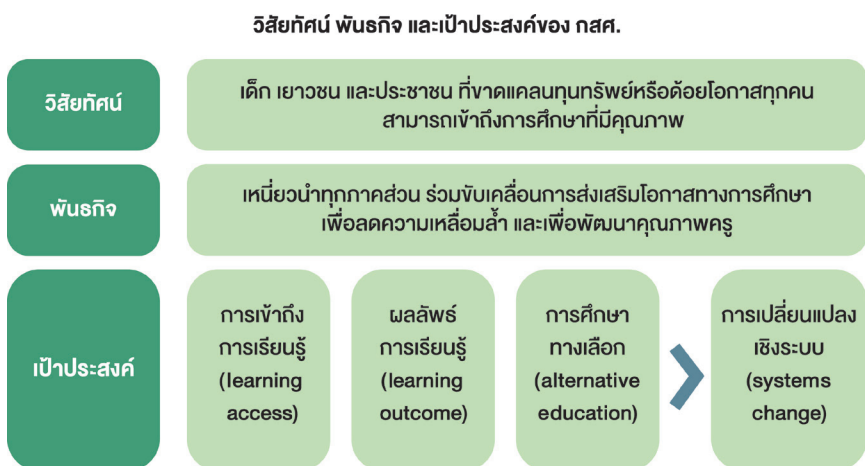 วิสัยทัศน์ พันธกิจ และเป้าประสงค์ของ กสศ.
วิสัยทัศน์
เด็ก เยาวชน และประชาชน ที่ขาดแคลนทุนทรัพย์หรือด้อยโอกาสทุกคน
สามารถเข้าถึงการศึกษาที่มีคุณภาพ
พันธกิจ
เหนี่ยวนำทุกภาคส่วน ร่วมขับเคลื่อนการส่งเสริมโอกาสทางการศึกษา
เพื่อลดความเหลื่อมล้ำ และเพื่อพัฒนาคุณภาพครู
เป้าประสงค์
การเข้าถึง
การเรียนรู้
(learning
access)
ผลลัพธ์
การเรียนรู้
(learning
outcome)
การศึกษา
ทางเลือก
(alternative
education)
การเปลี่ยนแปลง
เชิงระบบ
(systems
change)